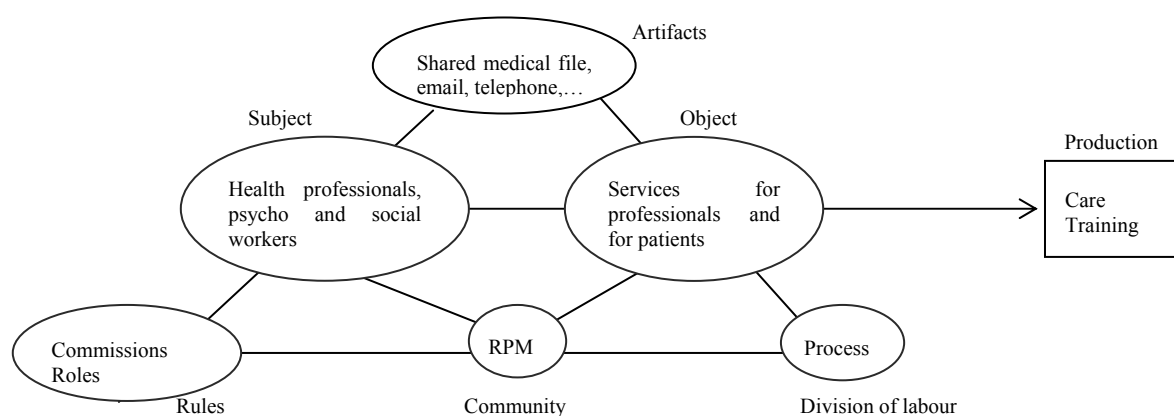 Artifacts
Shared medical file,
email, telephone,…
Subject
Object
Production
Health professionals,
psycho and social
workers
Services for
professionals and
for patients
Care
Training
Commissions
Roles
RPM
Process
Rules
Community
Division of labour